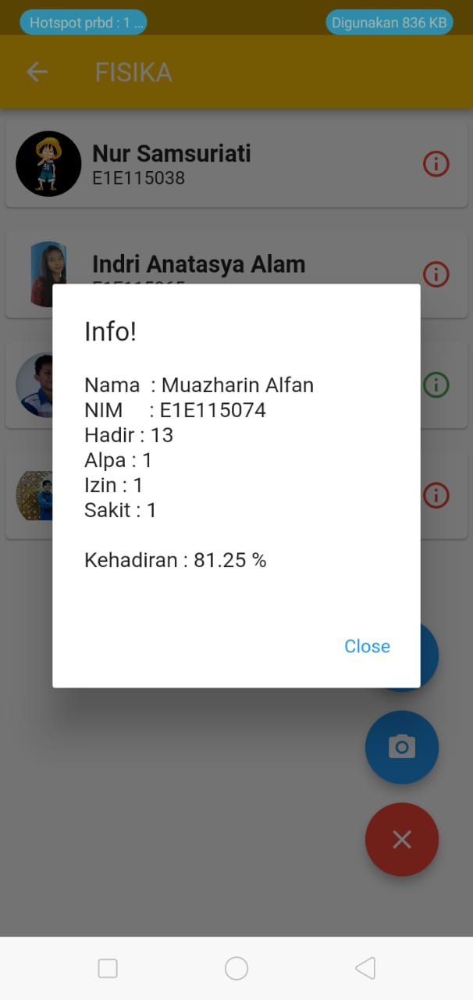 Hotspot prbd : 1 ...
Digunakan 836 KB
FISIKA
Nur Samsuriati
E1E115038
Indri Anatasya Alam
Info!
Nama : Muazharin Alfan
NIM : E1E115074
Hadir : 13
Alpa : 1
Izin : 1
Sakit : 1
Kehadiran : 81.25 %
Close